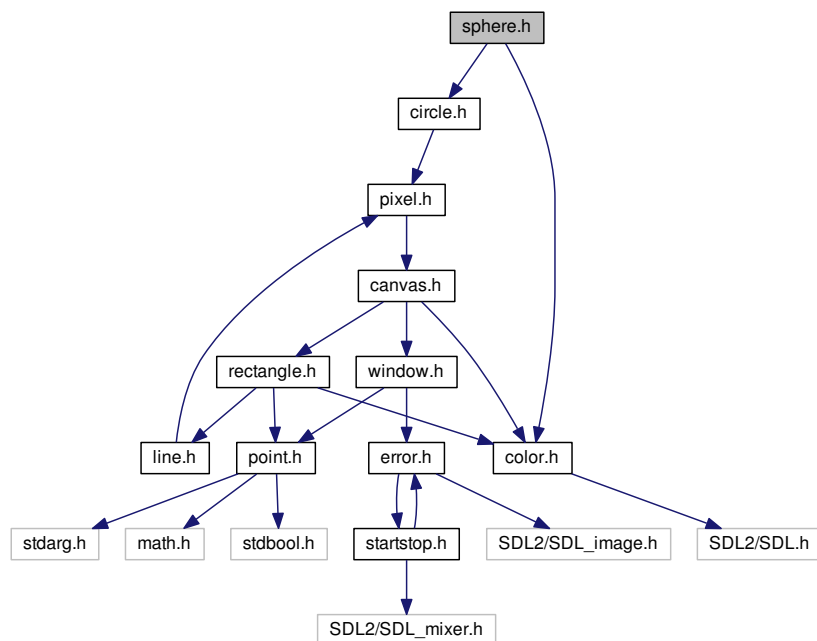 sphere.h
circle.h
pixel.h
canvas.h
rectangle.h
window.h
line.h
point.h
error.h
color.h
stdarg.h
math.h
stdbool.h
startstop.h
SDL2/SDL_image.h
SDL2/SDL.h
SDL2/SDL_mixer.h